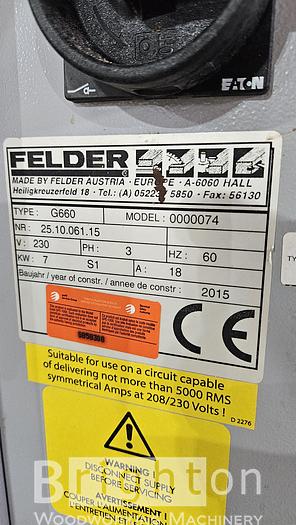 EATON
FELDER
MADE BY FELDER AUSTRIA · EUROPE · A-6060 HALL
Heiligkreuzerfeld 18 · Tel.: (A) 05223 5850 · Fax: 56130
TYPE : G660 MODEL : 0000074
NR : 25.10.061.15
V : 230 PH : 3 HZ : 60
KW : 7 S1 A : 18
Baujahr / year of constr. / annee de constr : 2015
CE
Suitable for use on a circuit capable
of delivering not more than 5000 RMS
symmetrical Amps at 208/230 Volts !
D 2276
WARNING !
DISCONNECT SUPPLY
BEFORE SERVICING
AVERTISSEMENT !
COUPER L'ALIMENTATION
Brighton
WOODWORKING | MACHINERY